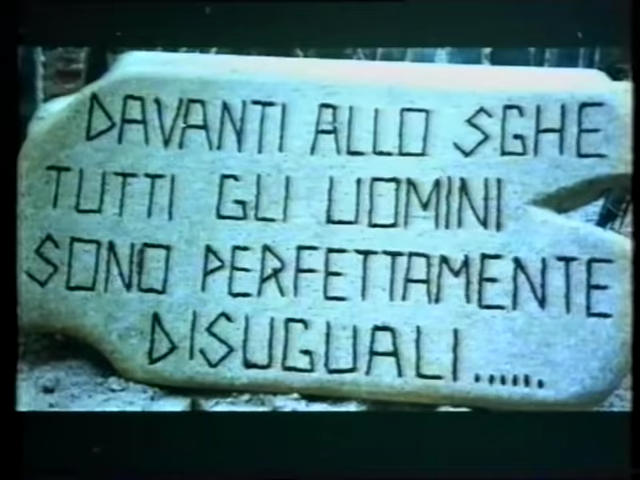 DAVANTI ALLO SGHE
TUTTI GLI UOMINI
SONO PERFETTAMENTE
DISUGUALI......